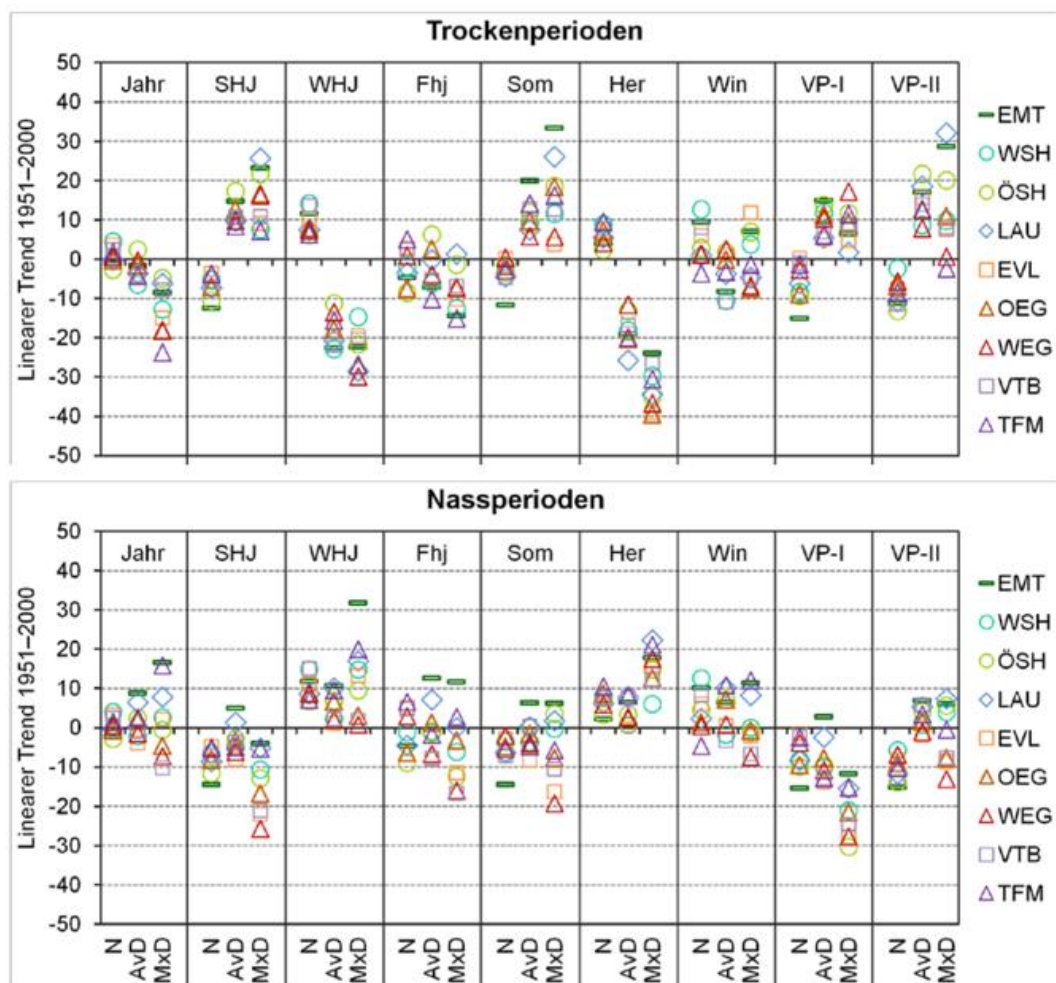 Trockenperioden
Linearer Trend 1951–2000
50
40
30
20
10
0
-10
-20
-30
-40
-50
Jahr SHJ WHJ Fhj Som Her Win VP-I VP-II
EMT
WSH
ÖSH
LAU
EVL
OEG
WEG
VTB
TFM
Nassperioden
Linearer Trend 1951–2000
50
40
30
20
10
0
-10
-20
-30
-40
-50
Jahr SHJ WHJ Fhj Som Her Win VP-I VP-II
N AvD MxD N AvD MxD N AvD MxD N AvD MxD N AvD MxD N AvD MxD N AvD MxD N AvD MxD N AvD MxD
EMT
WSH
ÖSH
LAU
EVL
OEG
WEG
VTB
TFM